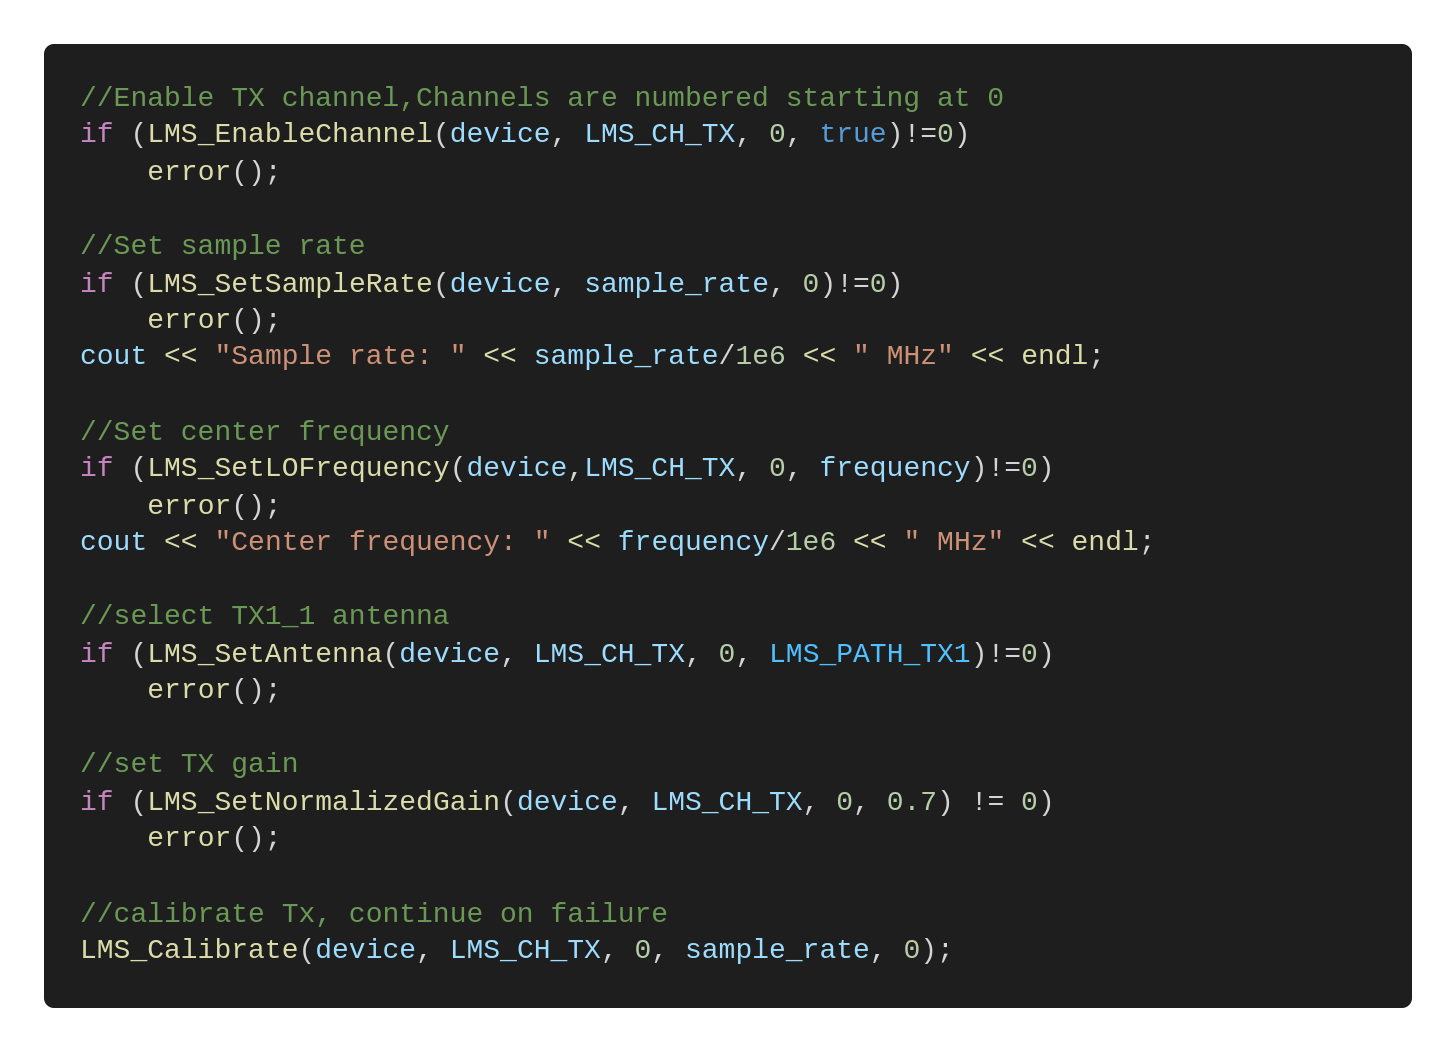 //Enable TX channel,Channels are numbered starting at 0
if (LMS_EnableChannel(device, LMS_CH_TX, 0, true)!=0)
    error();

//Set sample rate
if (LMS_SetSampleRate(device, sample_rate, 0)!=0)
    error();
cout << "Sample rate: " << sample_rate/1e6 << " MHz" << endl;

//Set center frequency
if (LMS_SetLOFrequency(device,LMS_CH_TX, 0, frequency)!=0)
    error();
cout << "Center frequency: " << frequency/1e6 << " MHz" << endl;

//select TX1_1 antenna
if (LMS_SetAntenna(device, LMS_CH_TX, 0, LMS_PATH_TX1)!=0)
    error();

//set TX gain
if (LMS_SetNormalizedGain(device, LMS_CH_TX, 0, 0.7) != 0)
    error();

//calibrate Tx, continue on failure
LMS_Calibrate(device, LMS_CH_TX, 0, sample_rate, 0);